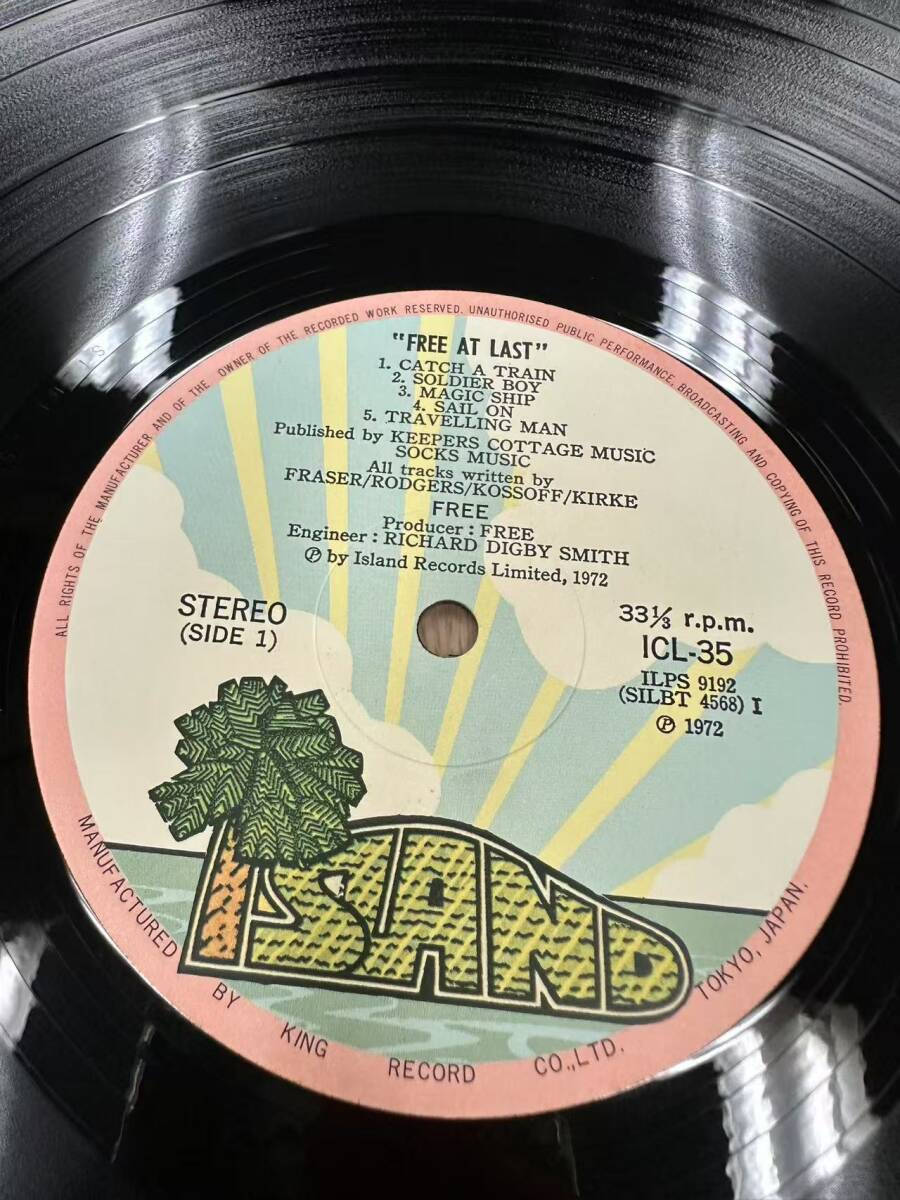 ALL RIGHTS OF THE MANUFACTURER AND OF THE OWNER OF THE RECORDED WORK RESERVED. UNAUTHORISED PUBLIC PERFORMANCE, BROADCASTING AND COPYING OF THIS RECORD PROHIBITED.
"FREE AT LAST"
1. CATCH A TRAIN
2. SOLDIER BOY
3. MAGIC SHIP
4. SAIL ON
5. TRAVELLING MAN
Published by KEEPERS COTTAGE MUSIC
SOCKS MUSIC
All tracks written by
FRASER/RODGERS/KOSSOFF/KIRKE
FREE
Producer : FREE
Engineer : RICHARD DIGBY SMITH
℗ by Island Records Limited, 1972
STEREO
(SIDE 1)
33⅓ r.p.m.
ICL-35
ILPS 9192
(SILBT 4568) I
℗ 1972
ISLAND
MANUFACTURED BY KING RECORD CO.,LTD. TOKYO, JAPAN.